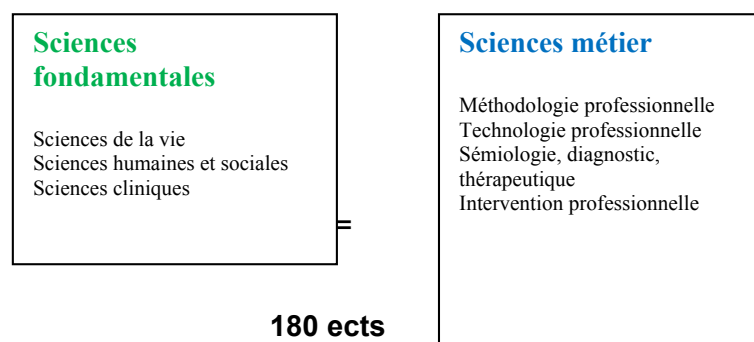 Sciences
fondamentales
Sciences de la vie
Sciences humaines et sociales
Sciences cliniques
=
Sciences métier
Méthodologie professionnelle
Technologie professionnelle
Sémiologie, diagnostic,
thérapeutique
Intervention professionnelle
180 ects